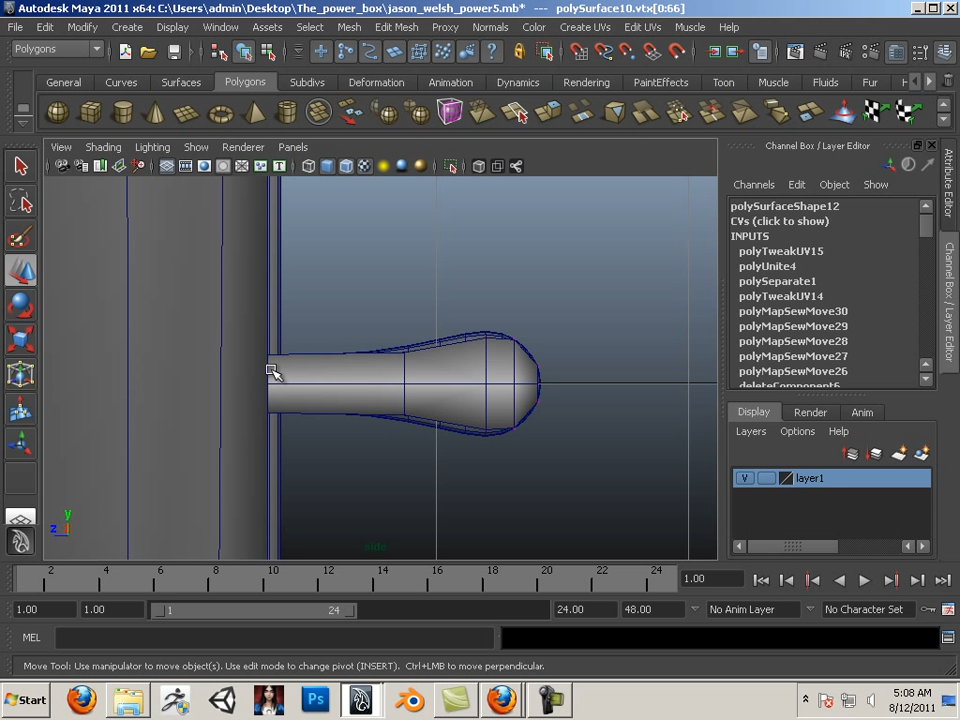 Autodesk Maya 2011 x64: C:\Users\admin\Desktop\The_power_box/jason_welsh_power5.mb* --- polySurface10.vtx[0:66]
File Edit Modify Create Display Window Assets Select Mesh Edit Mesh Proxy Normals Color Create UVs Edit UVs Muscle Help
Polygons
General Curves Surfaces Polygons Subdivs Deformation Animation Dynamics Rendering PaintEffects Toon Muscle Fluids Fur
View Shading Lighting Show Renderer Panels
Channel Box / Layer Editor
Channels Edit Object Show
polySurfaceShape12
CVs (click to show)
INPUTS
polyTweakUV15
polyUnite4
polySeparate1
polyTweakUV14
polyMapSewMove30
polyMapSewMove29
polyMapSewMove28
polyMapSewMove27
polyMapSewMove26
deleteComponent6
Attribute Editor
Channel Box / Layer Editor
Display Render Anim
Layers Options Help
V layer1
y
z
side
2 4 6 8 10 12 14 16 18 20 22 24
1.00
1.00 1.00 1 24 24.00 48.00 No Anim Layer No Character Set
MEL
Move Tool: Use manipulator to move object(s). Use edit mode to change pivot (INSERT). Ctrl+LMB to move perpendicular.
Start
Ps
5:08 AM
8/12/2011